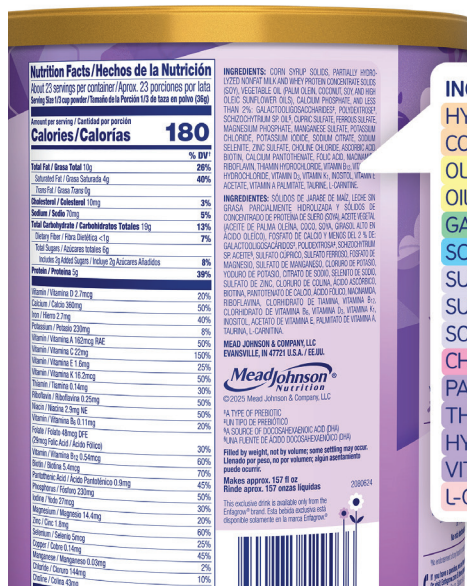 Nutrition Facts/Hechos de la Nutrición
About 23 servings per container/Aprox. 23 porciones por lata
Serving Size 1/3 cup powder/Tamaño de la Porción 1/3 de taza en polvo (36g)
Amount per serving / Cantidad por porción
Calories/Calorías 180
% DV†
Total Fat / Grasa Total 10g 26%
Saturated Fat / Grasa Saturada 4g 40%
Trans Fat / Grasa Trans 0g
Cholesterol / Colesterol 10mg 3%
Sodium / Sodio 70mg 5%
Total Carbohydrate / Carbohidratos Totales 19g 13%
Dietary Fiber / Fibra Dietética <1g 7%
Total Sugars / Azúcares totales 6g
Includes 2g Added Sugars / Incluye 2g Azúcares Añadidos 8%
Protein / Proteína 5g 39%
Vitamin / Vitamina D 2.7mcg 20%
Calcium / Calcio 360mg 50%
Iron / Hierro 2.7mg 40%
Potassium / Potasio 230mg 8%
Vitamin / Vitamina A 162mcg RAE 50%
Vitamin / Vitamina C 22mg 150%
Vitamin / Vitamina E 1.6mg 25%
Vitamin / Vitamina K 16.2mcg 50%
Thiamin / Tiamina 0.14mg 30%
Riboflavin / Riboflavina 0.25mg 50%
Niacin / Niacina 2.9mg NE 50%
Vitamin / Vitamina B6 0.11mg 20%
Folate / Folato 48mcg DFE
(29mcg Folic Acid / Ácido Fólico) 30%
Vitamin / Vitamina B12 0.54mcg 60%
Biotin / Biotina 5.4mcg 70%
Pantothenic Acid / Ácido Pantoténico 0.9mg 45%
Phosphorus / Fósforo 230mg 50%
Iodine / Yodo 27mcg 30%
Magnesium / Magnesio 14.4mg 20%
Zinc / Zinc 1.8mg 60%
Selenium / Selenio 5mcg 25%
Copper / Cobre 0.14mg 45%
Manganese / Manganeso 0.03mg 2%
Chloride / Cloruro 144mg 10%
Choline / Colina 43mg
INGREDIENTS: CORN SYRUP SOLIDS, PARTIALLY HYDRO-
LYZED NONFAT MILK AND WHEY PROTEIN CONCENTRATE SOLIDS
(SOY), VEGETABLE OIL (PALM OLEIN, COCONUT, SOY, AND HIGH
OLEIC SUNFLOWER OILS), CALCIUM PHOSPHATE, AND LESS
THAN 2%: GALACTOOLIGOSACCHARIDES, POLYDEXTROSE,
SCHIZOCHYTRIUM SP. OIL, CUPRIC SULFATE, FERROUS SULFATE,
MAGNESIUM PHOSPHATE, MANGANESE SULFATE, POTASSIUM
CHLORIDE, POTASSIUM IODIDE, SODIUM CITRATE, SODIUM
SELENITE, ZINC SULFATE, CHOLINE CHLORIDE, ASCORBIC
BIOTIN, CALCIUM PANTOTHENATE, FOLIC ACID,
RIBOFLAVIN, THIAMIN HYDROCHLORIDE, VITAMIN B12,
HYDROCHLORIDE, VITAMIN D3, VITAMIN K1, INOSITOL, VITAMIN E
ACETATE, VITAMIN A PALMITATE, TAURINE, L-CARNITINE.
INGREDIENTES: SÓLIDOS DE JARABE DE MAÍZ, LECHE SIN
GRASA PARCIALMENTE HIDROLIZADA Y SÓLIDOS DE
CONCENTRADO DE PROTEÍNA DE SUERO (SOYA), ACEITE VEGETAL
(ACEITE DE PALMA OLEÍNA, COCO, SOYA, GIRASOL ALTO EN
ÁCIDO OLEICO), FOSFATO DE CALCIO Y MENOS DEL 2 % DE:
GALACTOOLIGOSACÁRIDOS, POLIDEXTROSA, SCHIZOCHYTRIUM
SP. ACEITE, SULFATO CÚPRICO, SULFATO FERROSO, FOSFATO DE
MAGNESIO, SULFATO DE MANGANESO, CLORURO DE POTASIO,
YODURO DE POTASIO, CITRATO DE SODIO, SELENITO DE SODIO,
SULFATO DE ZINC, CLORURO DE COLINA, ÁCIDO ASCÓRBICO,
BIOTINA, PANTOTENATO DE CALCIO, ÁCIDO FÓLICO, NIACINAMIDA,
RIBOFLAVINA, CLORHIDRATO DE TIAMINA, VITAMINA B12,
CLORHIDRATO DE VITAMINA B6, VITAMINA D3, VITAMINA K1,
INOSITOL, ACETATO DE VITAMINA E, PALMITATO DE VITAMINA A,
TAURINA, L-CARNITINA.
MEAD JOHNSON & COMPANY, LLC
EVANSVILLE, IN 47721 U.S.A. / EE.UU.
MeadJohnson®
Nutrition
©2025 Mead Johnson & Company, LLC
A TYPE OF PREBIOTIC
UN TIPO DE PREBIÓTICO
A SOURCE OF DOCOSAHEXAENOIC ACID (DHA)
UNA FUENTE DE ÁCIDO DOCOSAHEXAENOICO (DHA)
Filled by weight, not by volume; some settling may occur.
Llenado por peso, no por volumen; algún asentamiento
puede ocurrir.
Makes approx. 157 fl oz
Rinde aprox. 157 onzas líquidas
2080624
This exclusive drink is available only from the
Enfagrow® brand. Esta bebida exclusiva está
disponible solamente en la marca Enfagrow®
IN
HY
CO
OL
OIL
GA
SC
SU
SU
SO
CH
PA
TH
HY
VIT
L-C